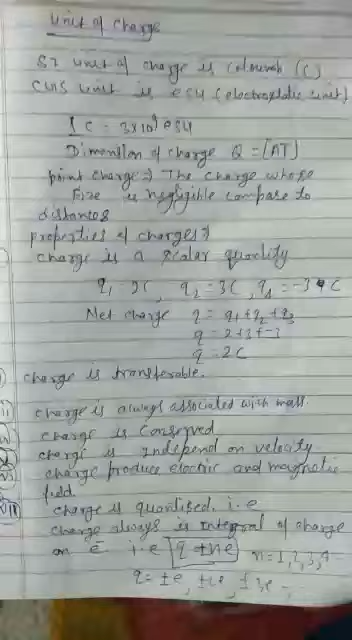 Unit of Charge
SI unit of charge is coloumb (C)
CGS unit is esu (electrostatic unit)
1 C = 3x10⁹ esu
Dimenstion of charge Q = [AT]
point charge ⇒ The charge whose
size is negligible compare to
distances
properties of charges ⇒
charge is a scalar quantity
q₁ = 2C, q₂ = 3C, q₃ = -3 C
Net charge q = q₁+q₂+q₃
q = 2+3+-3
q = 2C
charge is transferable.
charge is always associated with mass.
charge is conserved
charge is independ on velocity
charge produce electric and magnetic
field.
charge is quantised. i.e
charge always is integral of charge
on e⁻ i.e q = ±ne n=1,2,3,4
q = ±e, ±2e, ±3e